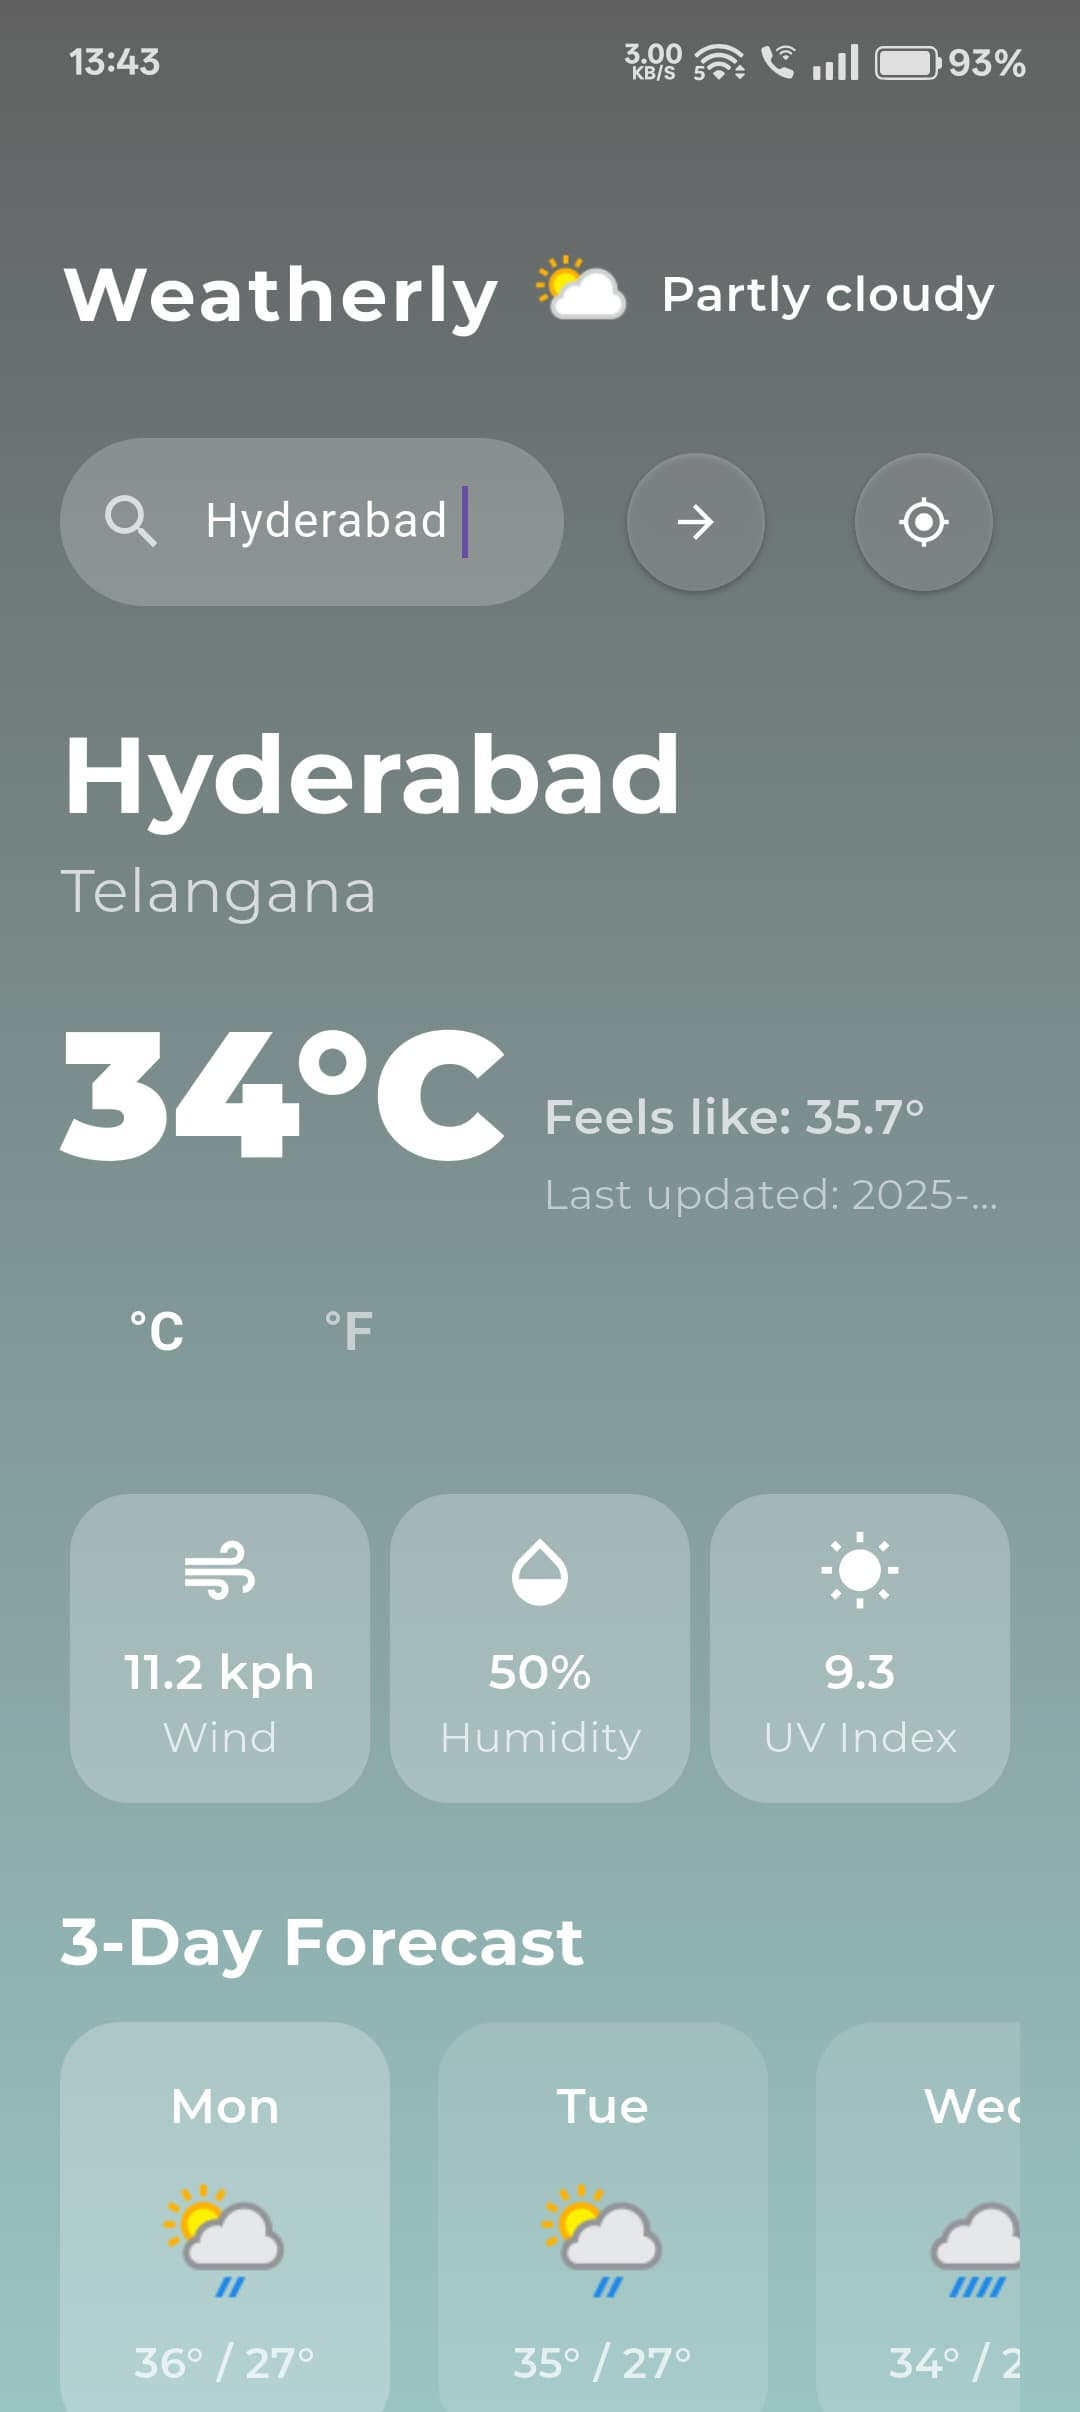 13:43
3.00 KB/S 5 93%
Weatherly Partly cloudy
Hyderabad
Hyderabad
Telangana
34°C
Feels like: 35.7°
Last updated: 2025-...
°C °F
11.2 kph 50% 9.3
Wind Humidity UV Index
3-Day Forecast
Mon Tue Wed
36° / 27° 35° / 27° 34° / 2